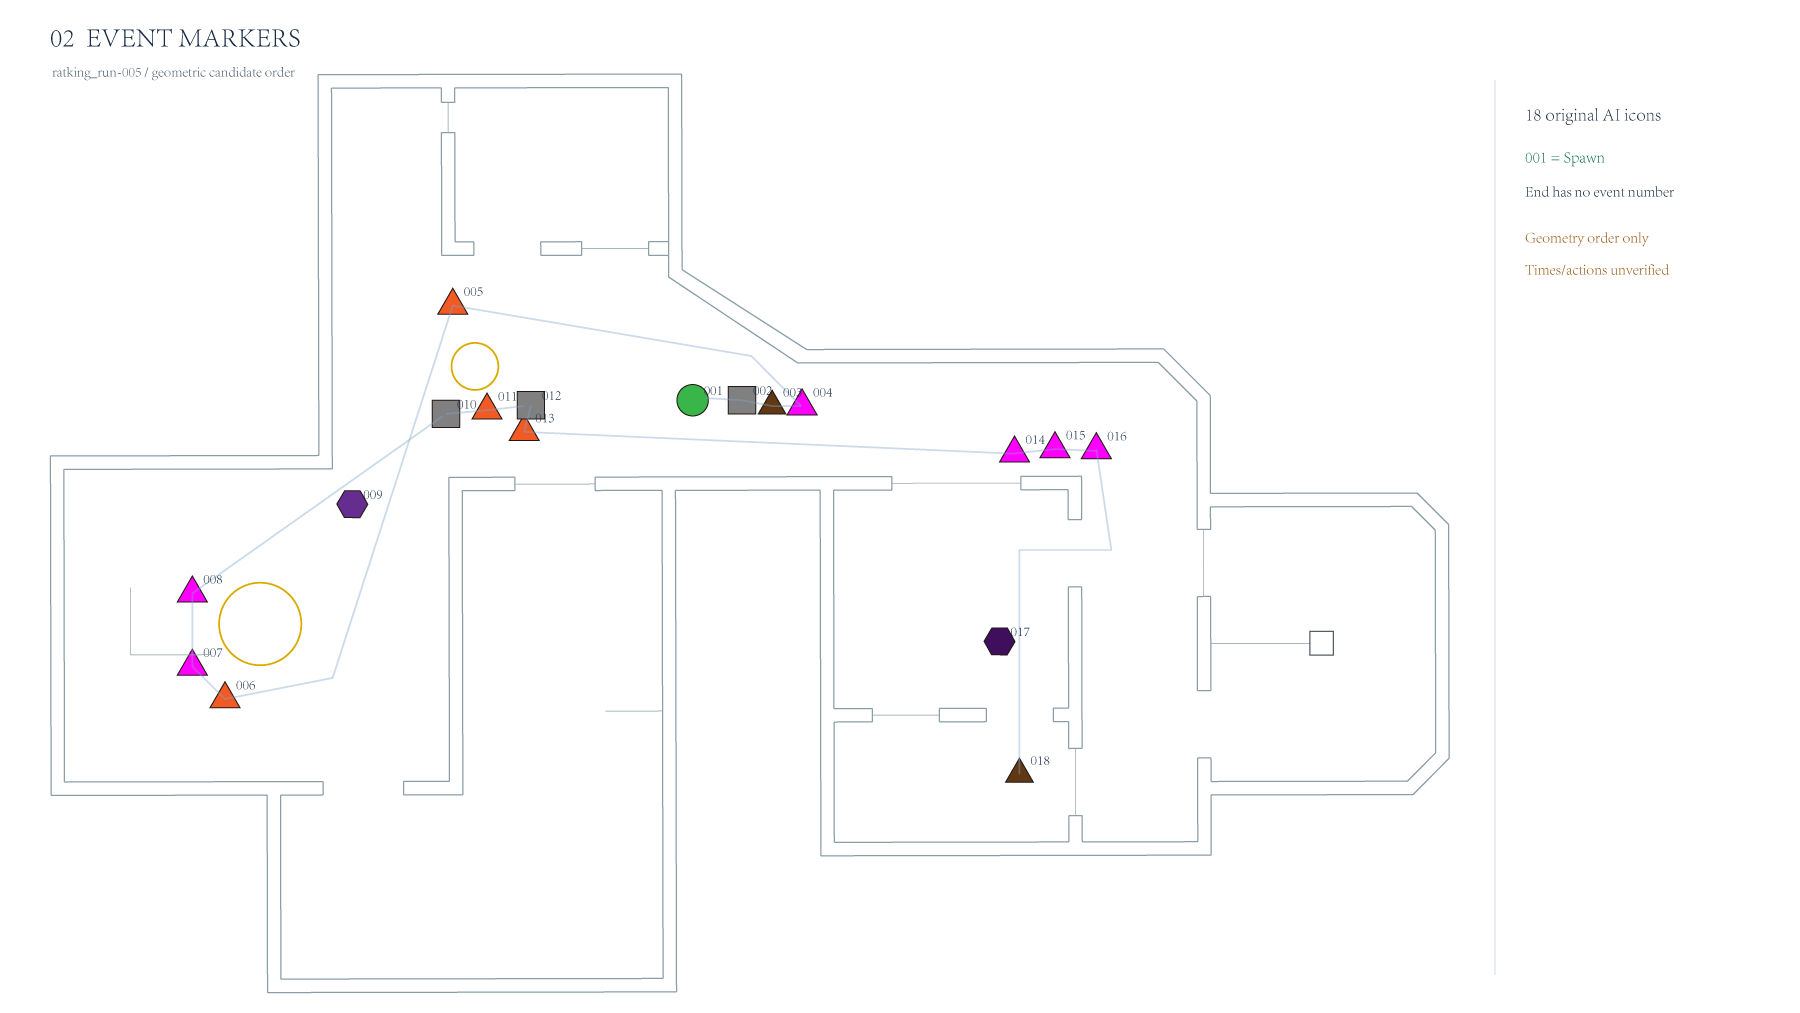 02 EVENT MARKERS
ratking_run-005 / geometric candidate order
18 original AI icons
001 = Spawn
End has no event number
Geometry order only
Times/actions unverified
005
001
002
003
004
010
011
012
013
014
015
016
009
008
007
006
017
018